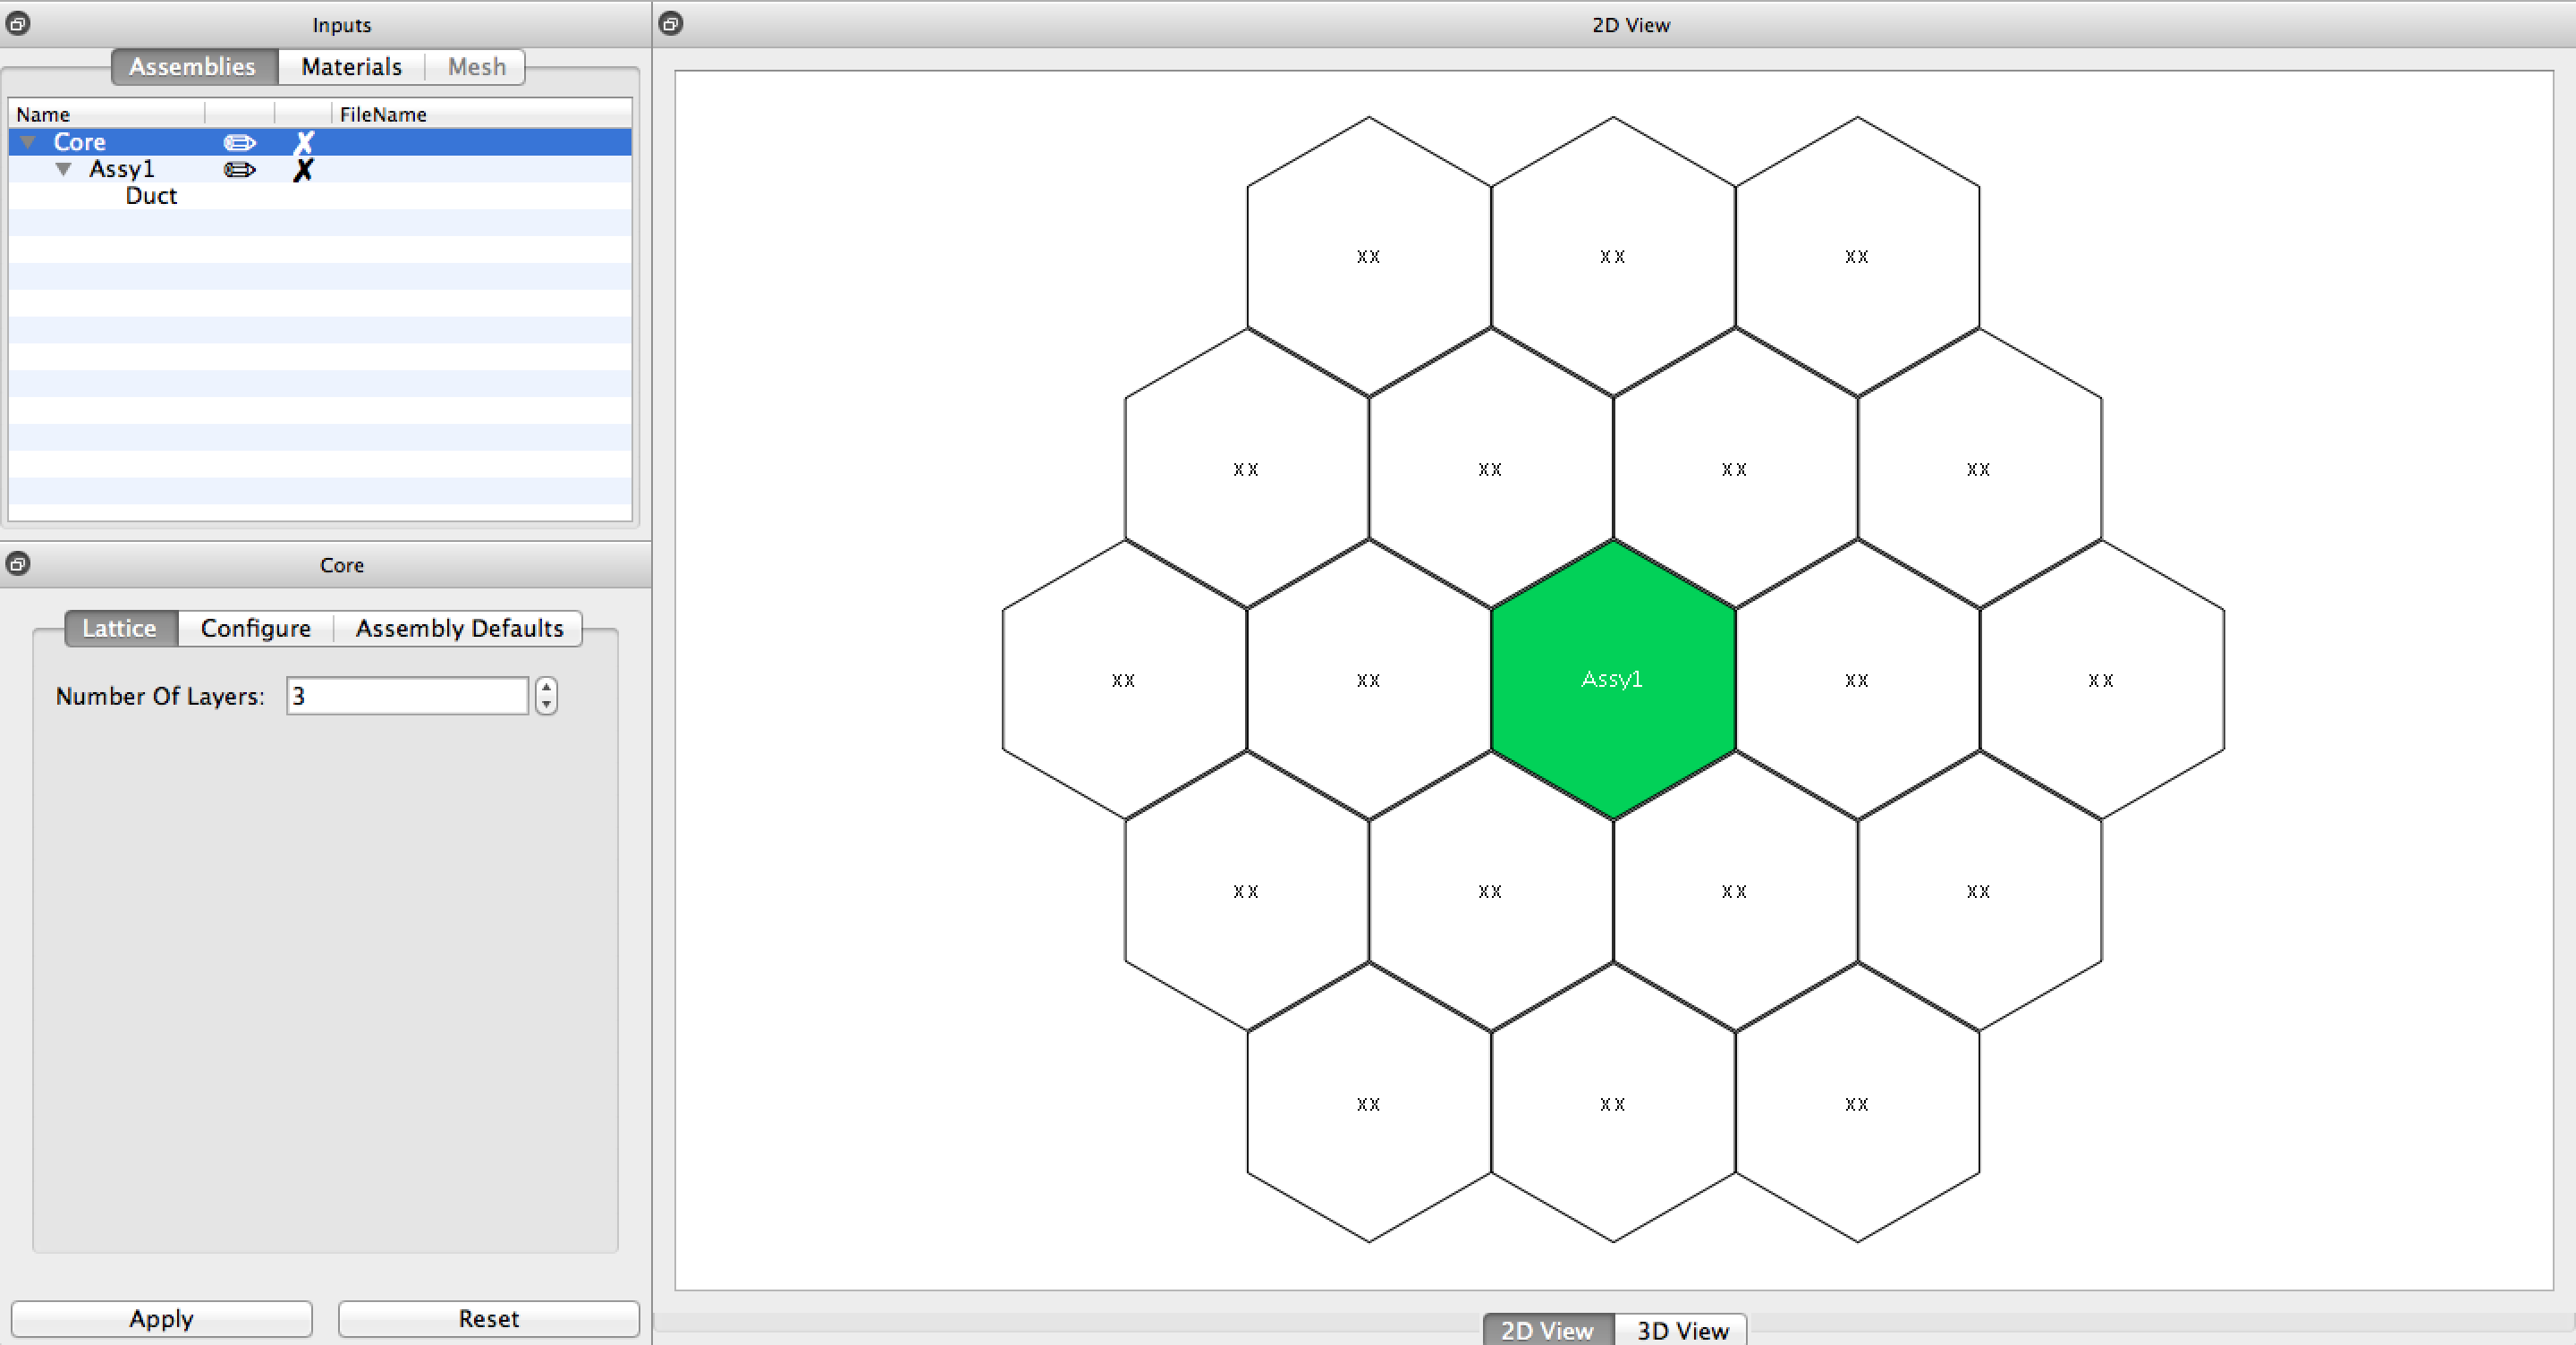 Inputs
Assemblies Materials Mesh
Name FileName
Core
Assy1
Duct
Core
Lattice Configure Assembly Defaults
Number Of Layers: 3
Apply Reset
2D View
xx xx xx
xx xx xx xx
xx xx Assy1 xx xx
xx xx xx xx
xx xx xx
2D View 3D View